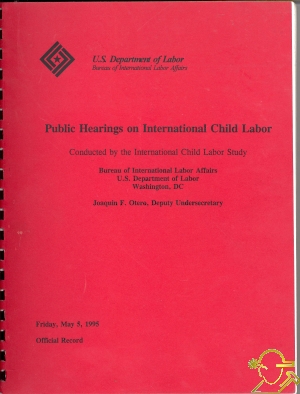 U.S. Department of Labor
Bureau of International Labor Affairs
Public Hearings on International Child Labor
Conducted by the International Child Labor Study
Bureau of International Labor Affairs
U.S. Department of Labor
Washington, DC
Joaquin F. Otero, Deputy Undersecretary
Friday, May 5, 1995
Official Record